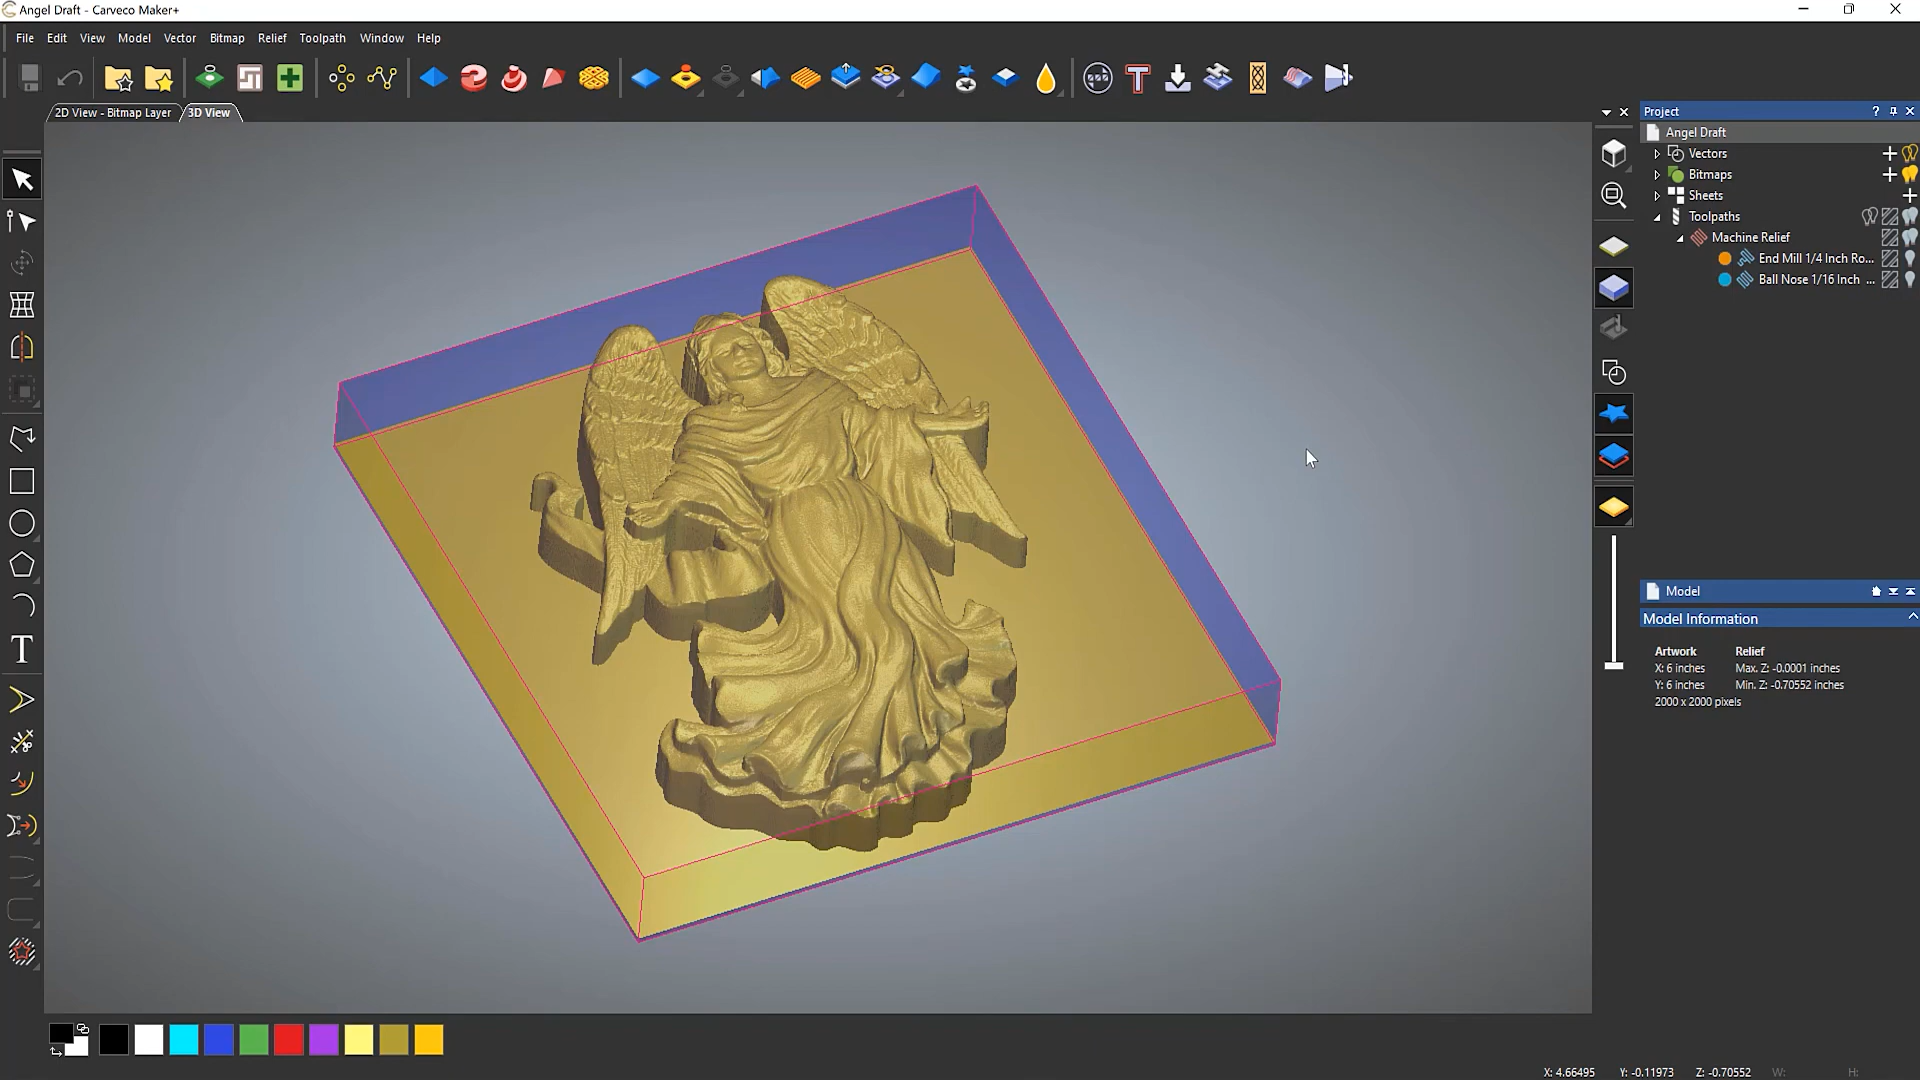 Angel Draft - Carveco Maker+
File Edit View Model Vector Bitmap Relief Toolpath Window Help
2D View - Bitmap Layer 3D View
Project ?
Angel Draft
Vectors
Bitmaps
Sheets
Toolpaths
Machine Relief
End Mill 1/4 Inch Ro...
Ball Nose 1/16 Inch ...
Model
Model Information
Artwork Relief
X: 6 inches Max. Z: -0.0001 inches
Y: 6 inches Min. Z: -0.70552 inches
2000 x 2000 pixels
X: 4.66495 Y: -0.11973 Z: -0.70552 W: H: